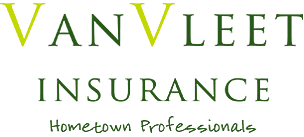 VanVleet
INSURANCE
Hometown Professionals